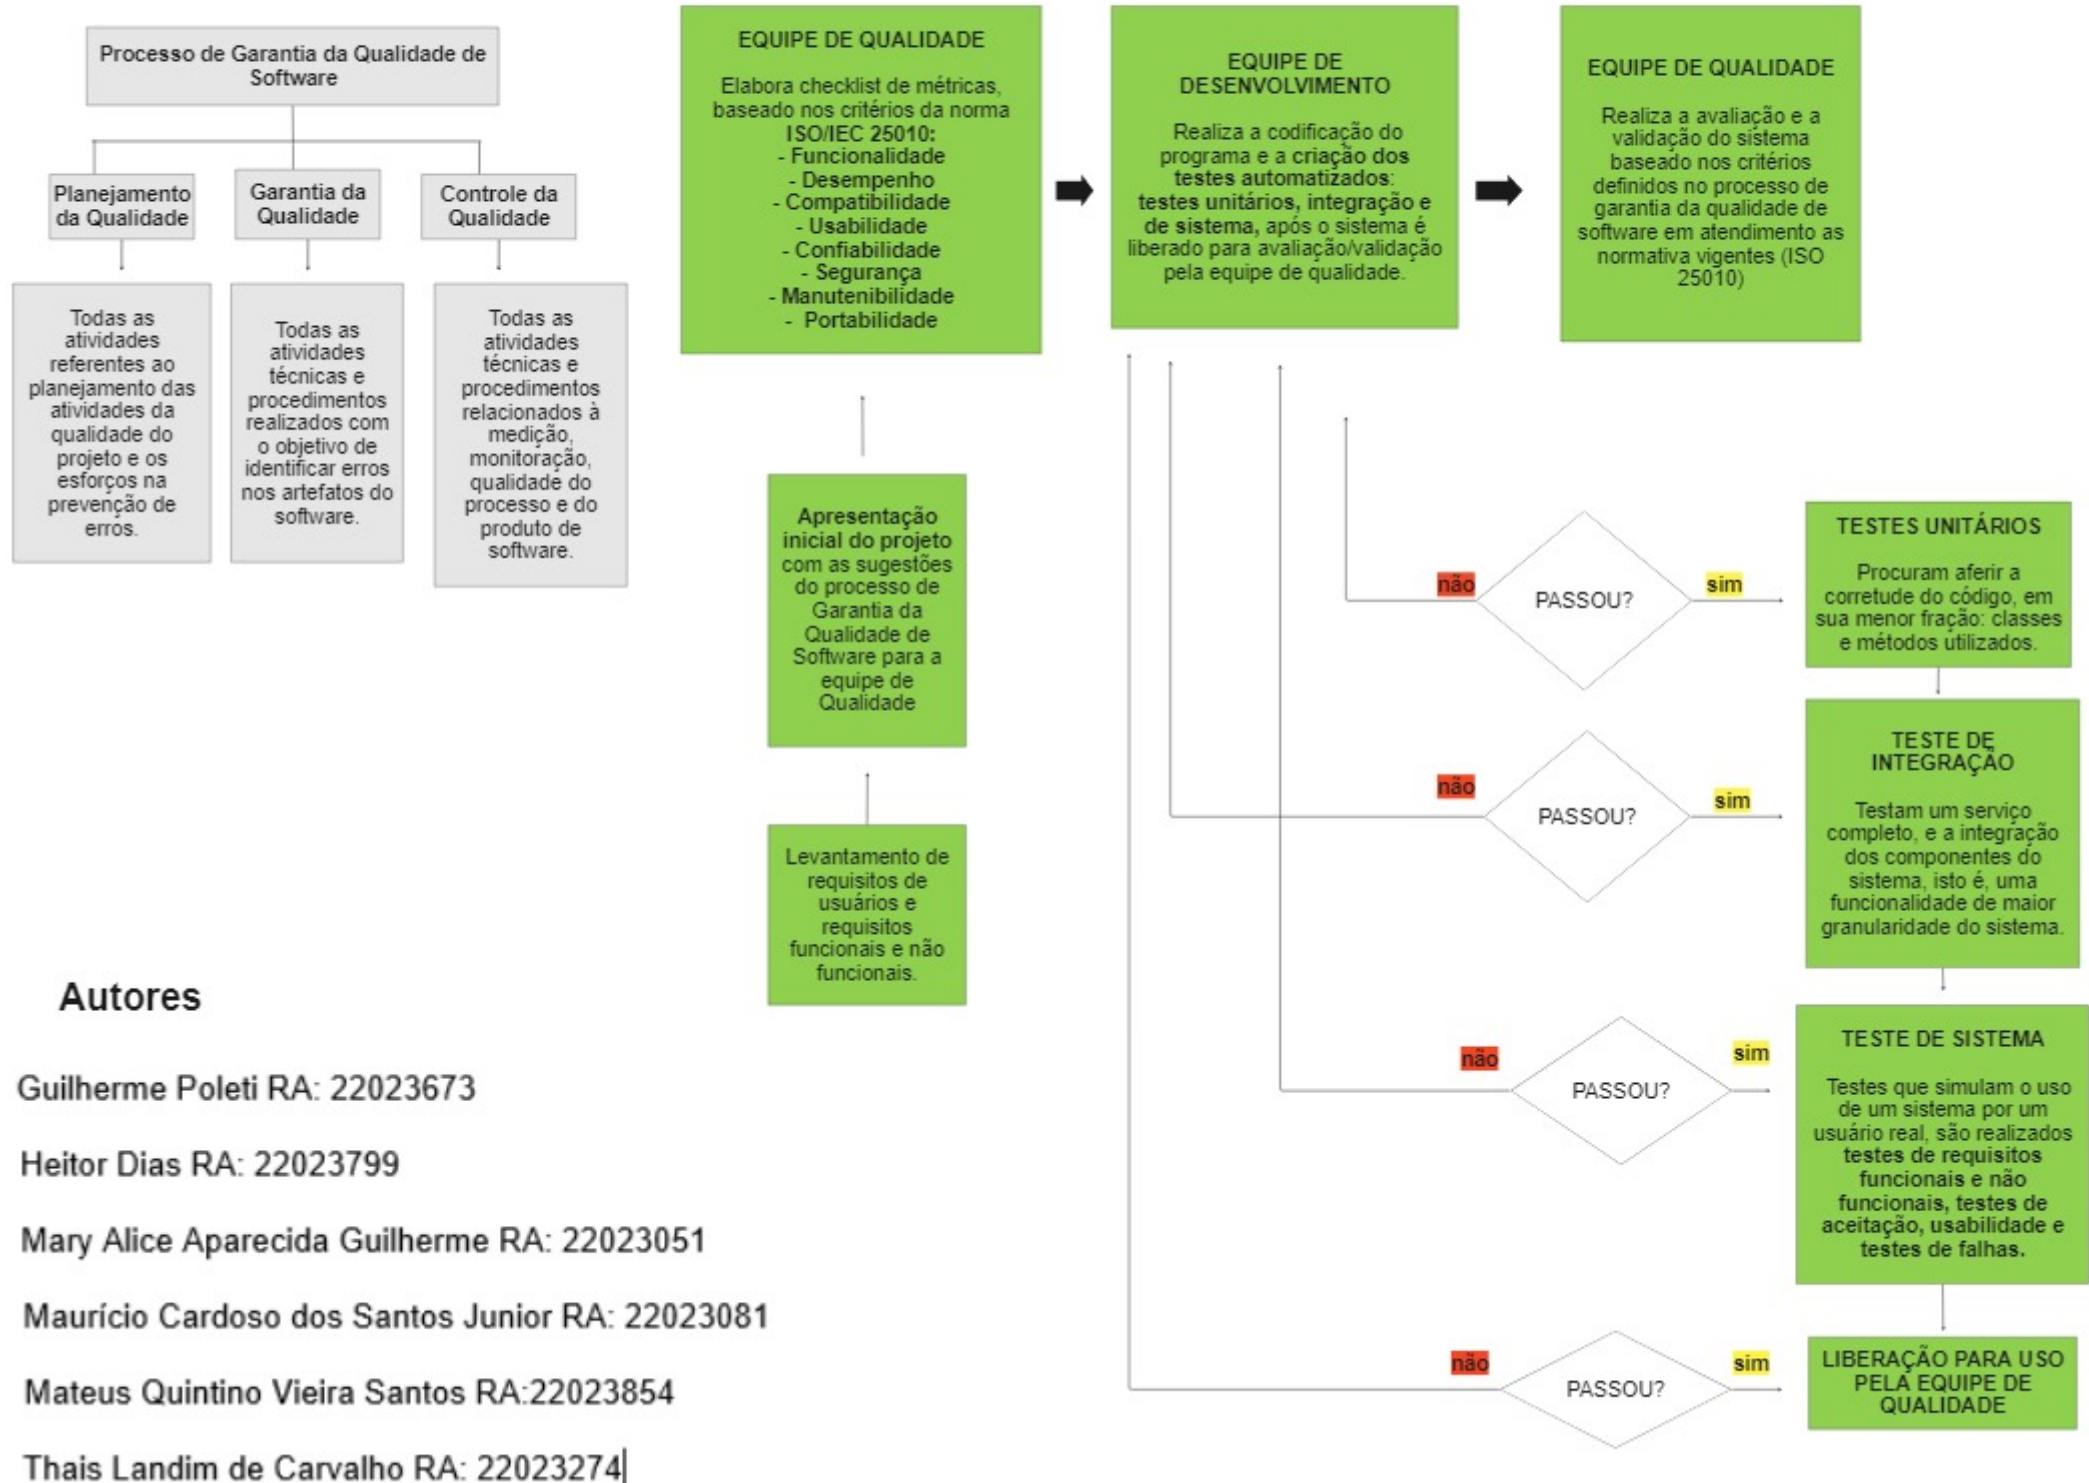 Processo de Garantia da Qualidade de
Software
Planejamento
da Qualidade
Garantia da
Qualidade
Controle da
Qualidade
Todas as
atividades
referentes ao
planejamento das
atividades da
qualidade do
projeto e os
esforços na
prevenção de
erros.
Todas as
atividades
técnicas e
procedimentos
realizados com
o objetivo de
identificar erros
nos artefatos do
software.
Todas as
atividades
técnicas e
procedimentos
relacionados à
medição,
monitoração,
qualidade do
processo e do
produto de
software.
EQUIPE DE QUALIDADE
Elabora checklist de métricas,
baseado nos critérios da norma
ISO/IEC 25010:
- Funcionalidade
- Desempenho
- Compatibilidade
- Usabilidade
- Confiabilidade
- Segurança
- Manutenibilidade
- Portabilidade
EQUIPE DE
DESENVOLVIMENTO
Realiza a codificação do
programa e a criação dos
testes automatizados:
testes unitários, integração e
de sistema, após o sistema é
liberado para avaliação/validação
pela equipe de qualidade.
EQUIPE DE QUALIDADE
Realiza a avaliação e a
validação do sistema
baseado nos critérios
definidos no processo de
garantia da qualidade de
software em atendimento as
normativa vigentes (ISO
25010)
Apresentação
inicial do projeto
com as sugestões
do processo de
Garantia da
Qualidade de
Software para a
equipe de
Qualidade
Levantamento de
requisitos de
usuários e
requisitos
funcionais e não
funcionais.
não
PASSOU?
sim
TESTES UNITÁRIOS
Procuram aferir a
corretude do código, em
sua menor fração: classes
e métodos utilizados.
não
PASSOU?
sim
TESTE DE
INTEGRAÇÃO
Testam um serviço
completo, e a integração
dos componentes do
sistema, isto é, uma
funcionalidade de maior
granularidade do sistema.
não
PASSOU?
sim
TESTE DE SISTEMA
Testes que simulam o uso
de um sistema por um
usuário real, são realizados
testes de requisitos
funcionais e não
funcionais, testes de
aceitação, usabilidade e
testes de falhas.
não
PASSOU?
sim
LIBERAÇÃO PARA USO
PELA EQUIPE DE
QUALIDADE
Autores
Guilherme Poleti RA: 22023673
Heitor Dias RA: 22023799
Mary Alice Aparecida Guilherme RA: 22023051
Maurício Cardoso dos Santos Junior RA: 22023081
Mateus Quintino Vieira Santos RA:22023854
Thais Landim de Carvalho RA: 22023274